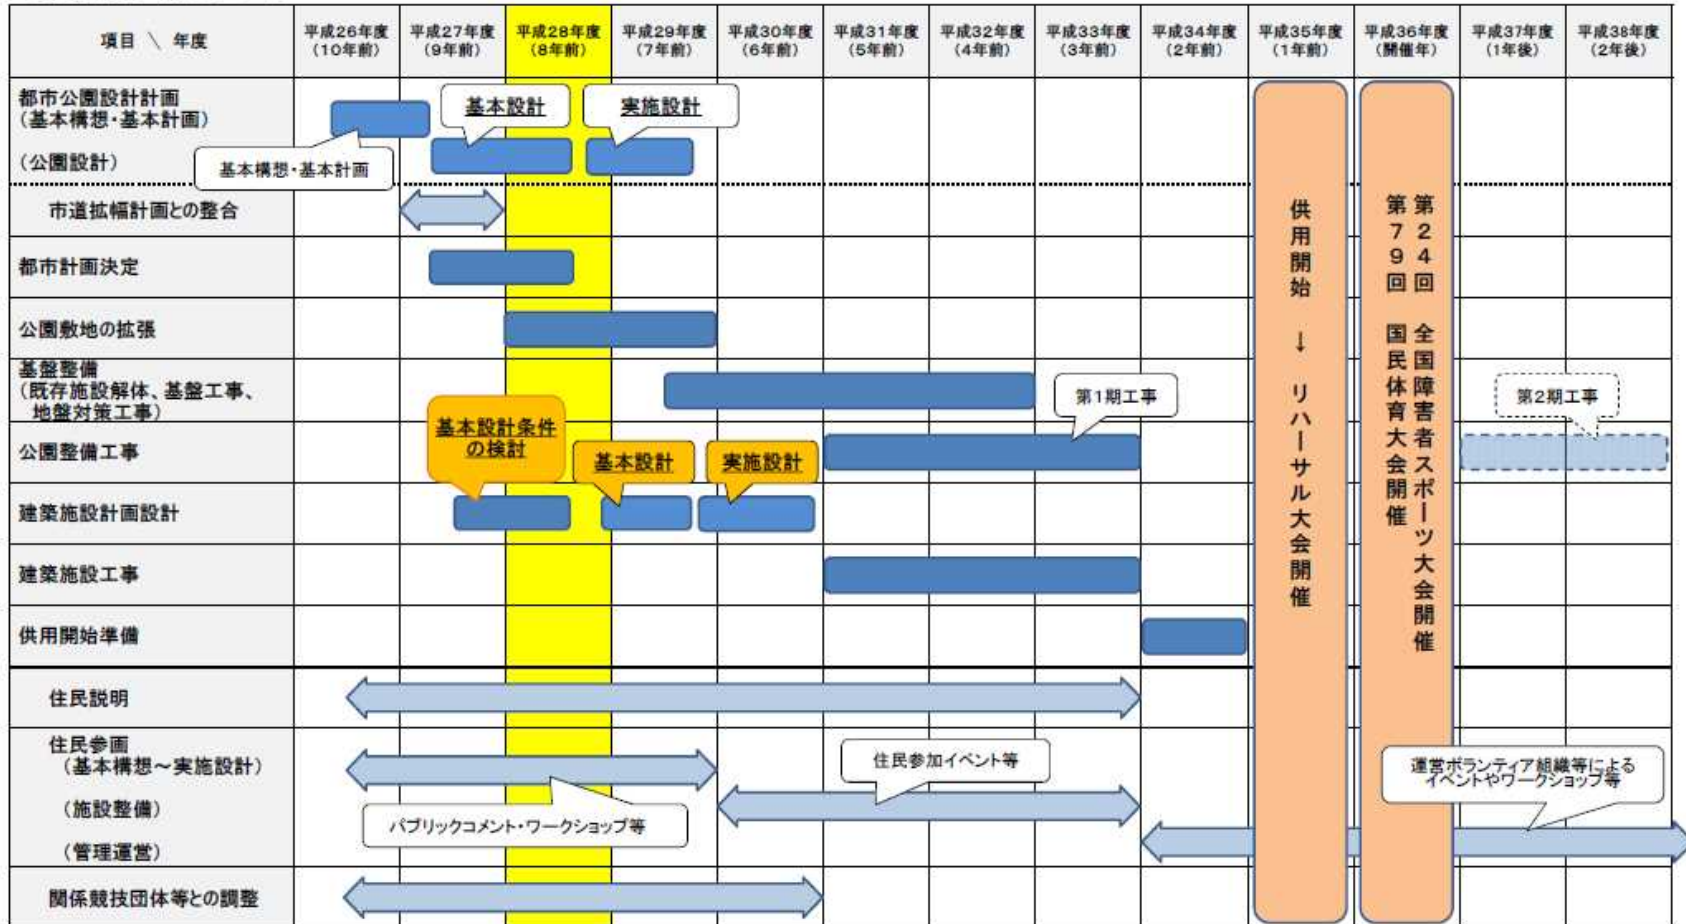 項目 ＼ 年度
平成26年度
(10年前)
平成27年度
(9年前)
平成28年度
(8年前)
平成29年度
(7年前)
平成30年度
(6年前)
平成31年度
(5年前)
平成32年度
(4年前)
平成33年度
(3年前)
平成34年度
(2年前)
平成35年度
(1年前)
平成36年度
(開催年)
平成37年度
(1年後)
平成38年度
(2年後)
都市公園設計計画
(基本構想・基本計画)
(公園設計)
基本構想・基本計画
基本設計
実施設計
市道拡幅計画との整合
都市計画決定
公園敷地の拡張
基盤整備
(既存施設解体、基盤工事、
地盤対策工事)
第1期工事
第2期工事
公園整備工事
基本設計条件
の検討
基本設計
実施設計
建築施設計画設計
建築施設工事
供用開始準備
供用開始 → リハーサル大会開催
第24回 全国障害者スポーツ大会開催
第79回 国民体育大会開催
住民説明
住民参画
(基本構想～実施設計)
(施設整備)
(管理運営)
パブリックコメント・ワークショップ等
住民参加イベント等
運営ボランティア組織等による
イベントやワークショップ等
関係競技団体等との調整